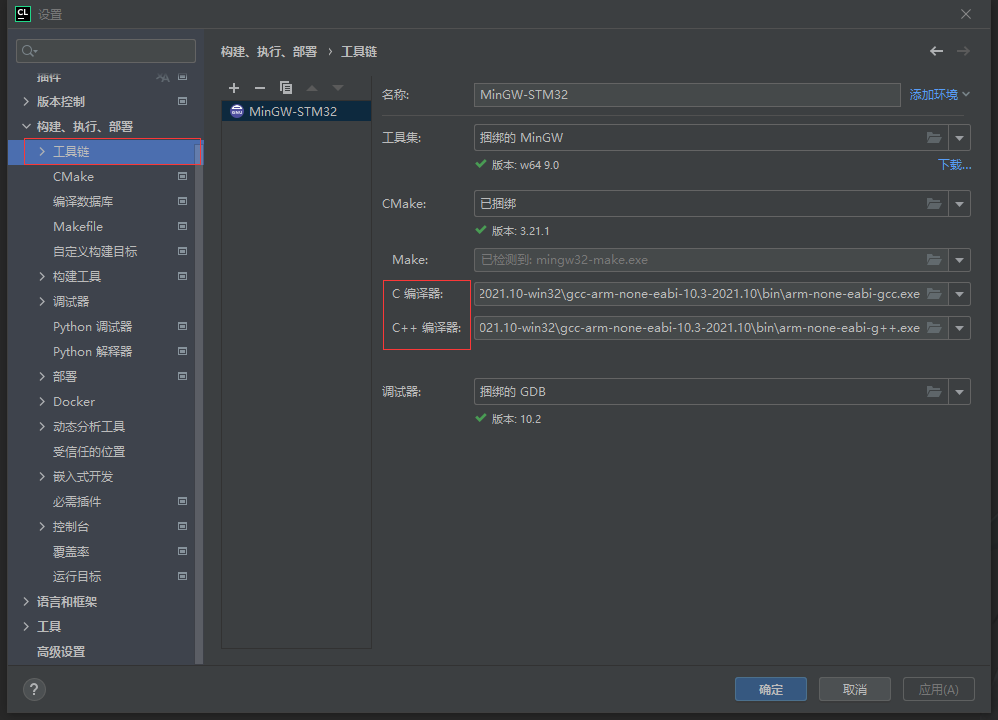 CL 设置
插件
版本控制
构建、执行、部署
工具链
CMake
编译数据库
Makefile
自定义构建目标
构建工具
调试器
Python 调试器
Python 解释器
部署
Docker
动态分析工具
受信任的位置
嵌入式开发
必需插件
控制台
覆盖率
运行目标
语言和框架
工具
高级设置
构建、执行、部署 › 工具链
MinGW-STM32
名称: MinGW-STM32 添加环境
工具集: 捆绑的 MinGW
版本: w64 9.0 下载...
CMake: 已捆绑
版本: 3.21.1
Make: 已检测到: mingw32-make.exe
C 编译器: 2021.10-win32\gcc-arm-none-eabi-10.3-2021.10\bin\arm-none-eabi-gcc.exe
C++ 编译器: 021.10-win32\gcc-arm-none-eabi-10.3-2021.10\bin\arm-none-eabi-g++.exe
调试器: 捆绑的 GDB
版本: 10.2
? 确定 取消 应用(A)